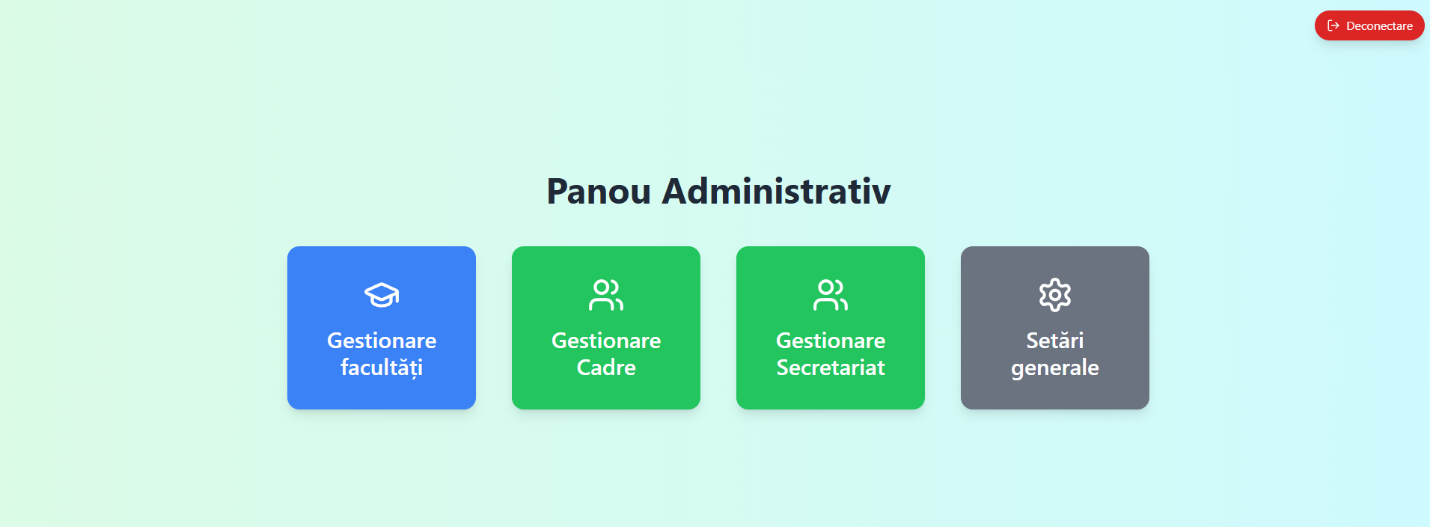 Deconectare
Panou Administrativ
Gestionare
facultăți
Gestionare
Cadre
Gestionare
Secretariat
Setări
generale